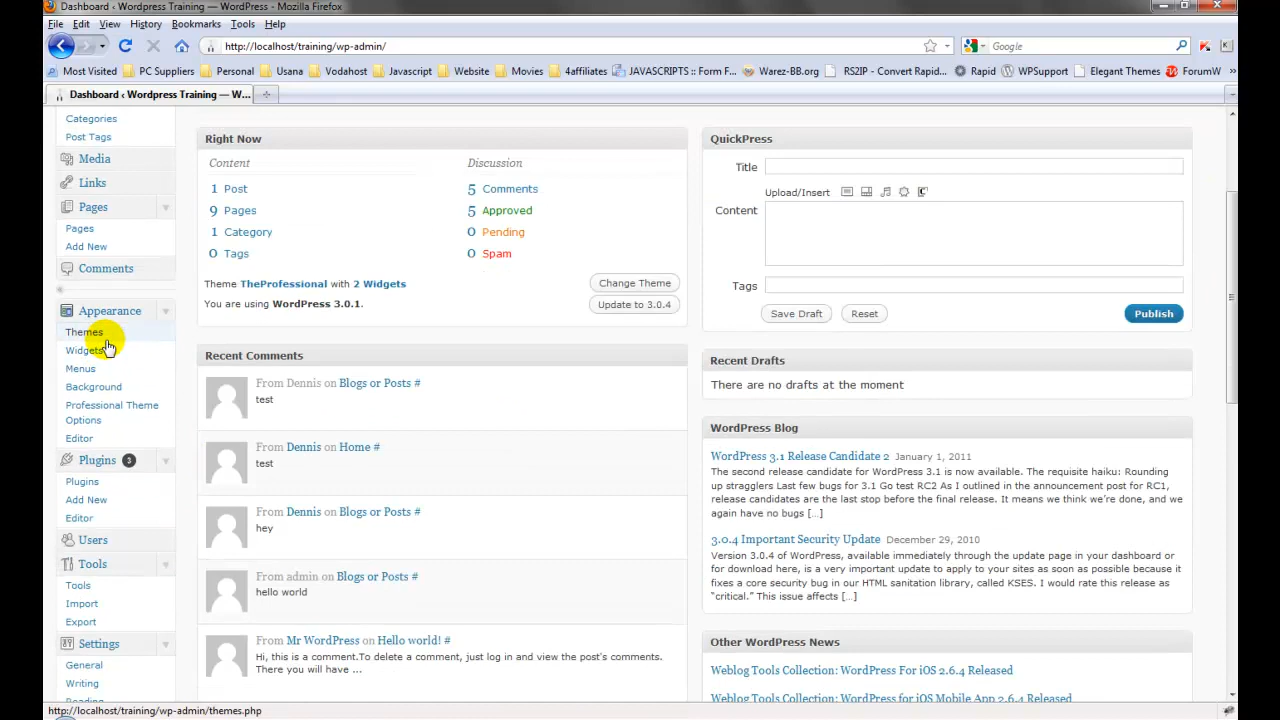 Dashboard ‹ Wordpress Training — WordPress - Mozilla Firefox
File Edit View History Bookmarks Tools Help
http://localhost/training/wp-admin/
Google
Most Visited PC Suppliers Personal Usana Vodahost Javascript Website Movies 4affiliates JAVASCRIPTS :: Form F... Warez-BB.org RS2IP - Convert Rapid... Rapid WPSupport Elegant Themes ForumW
Dashboard ‹ Wordpress Training — W...
Categories
Post Tags
Media
Links
Pages
Pages
Add New
Comments
Appearance
Themes
Widgets
Menus
Background
Professional Theme
Options
Editor
Plugins 3
Plugins
Add New
Editor
Users
Tools
Tools
Import
Export
Settings
General
Writing
Reading
Right Now
Content Discussion
1 Post 5 Comments
9 Pages 5 Approved
1 Category 0 Pending
0 Tags 0 Spam
Theme TheProfessional with 2 Widgets Change Theme
You are using WordPress 3.0.1. Update to 3.0.4
Recent Comments
From Dennis on Blogs or Posts #
test
From Dennis on Home #
test
From Dennis on Blogs or Posts #
hey
From admin on Blogs or Posts #
hello world
From Mr WordPress on Hello world! #
Hi, this is a comment.To delete a comment, just log in and view the post's comments.
There you will have ...
QuickPress
Title
Upload/Insert
Content
Tags
Save Draft Reset Publish
Recent Drafts
There are no drafts at the moment
WordPress Blog
WordPress 3.1 Release Candidate 2 January 1, 2011
The second release candidate for WordPress 3.1 is now available. The requisite haiku: Rounding
up stragglers Last few bugs for 3.1 Go test RC2 As I outlined in the announcement post for RC1,
release candidates are the last stop before the final release. It means we think we're done, and we
again have no bugs [...]
3.0.4 Important Security Update December 29, 2010
Version 3.0.4 of WordPress, available immediately through the update page in your dashboard or
for download here, is a very important update to apply to your sites as soon as possible because it
fixes a core security bug in our HTML sanitation library, called KSES. I would rate this release as
“critical.” This issue affects [...]
Other WordPress News
Weblog Tools Collection: WordPress For iOS 2.6.4 Released
Weblog Tools Collection: WordPress for iOS Mobile App 2.6.4 Released
http://localhost/training/wp-admin/themes.php